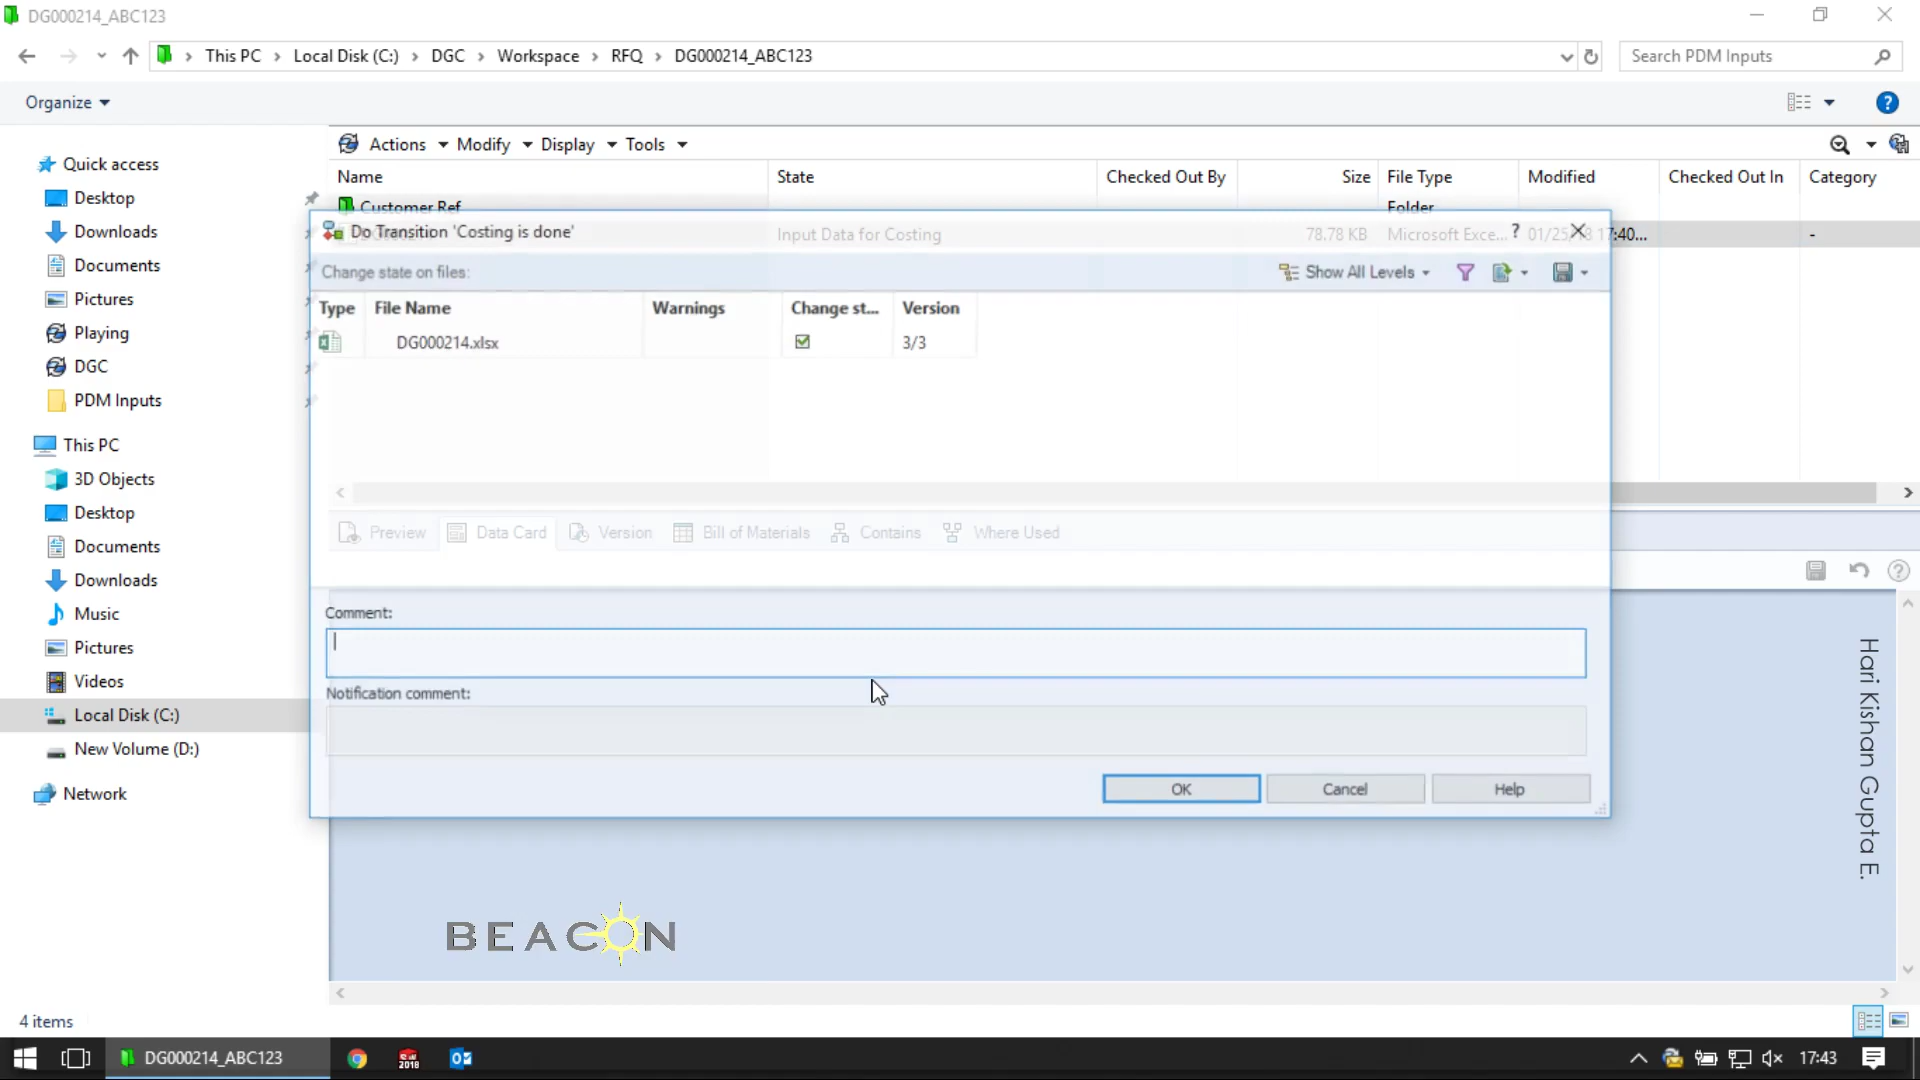 DG000214_ABC123
This PC > Local Disk (C:) > DGC > Workspace > RFQ > DG000214_ABC123
Search PDM Inputs
Organize
Actions Modify Display Tools
Name State Checked Out By Size File Type Modified Checked Out In Category
Customer Ref Folder
Input Data for Costing 78.78 KB Microsoft Exce... 01/25/ 17:40... -
Do Transition 'Costing is done'
Change state on files:
Show All Levels
Type File Name Warnings Change st... Version
DG000214.xlsx 3/3
Preview Data Card Version Bill of Materials Contains Where Used
Comment:
Notification comment:
OK Cancel Help
Quick access
Desktop
Downloads
Documents
Pictures
Playing
DGC
PDM Inputs
This PC
3D Objects
Desktop
Documents
Downloads
Music
Pictures
Videos
Local Disk (C:)
New Volume (D:)
Network
Hari Kishan Gupta E.
BEACON
4 items
DG000214_ABC123
SW
2018
17:43